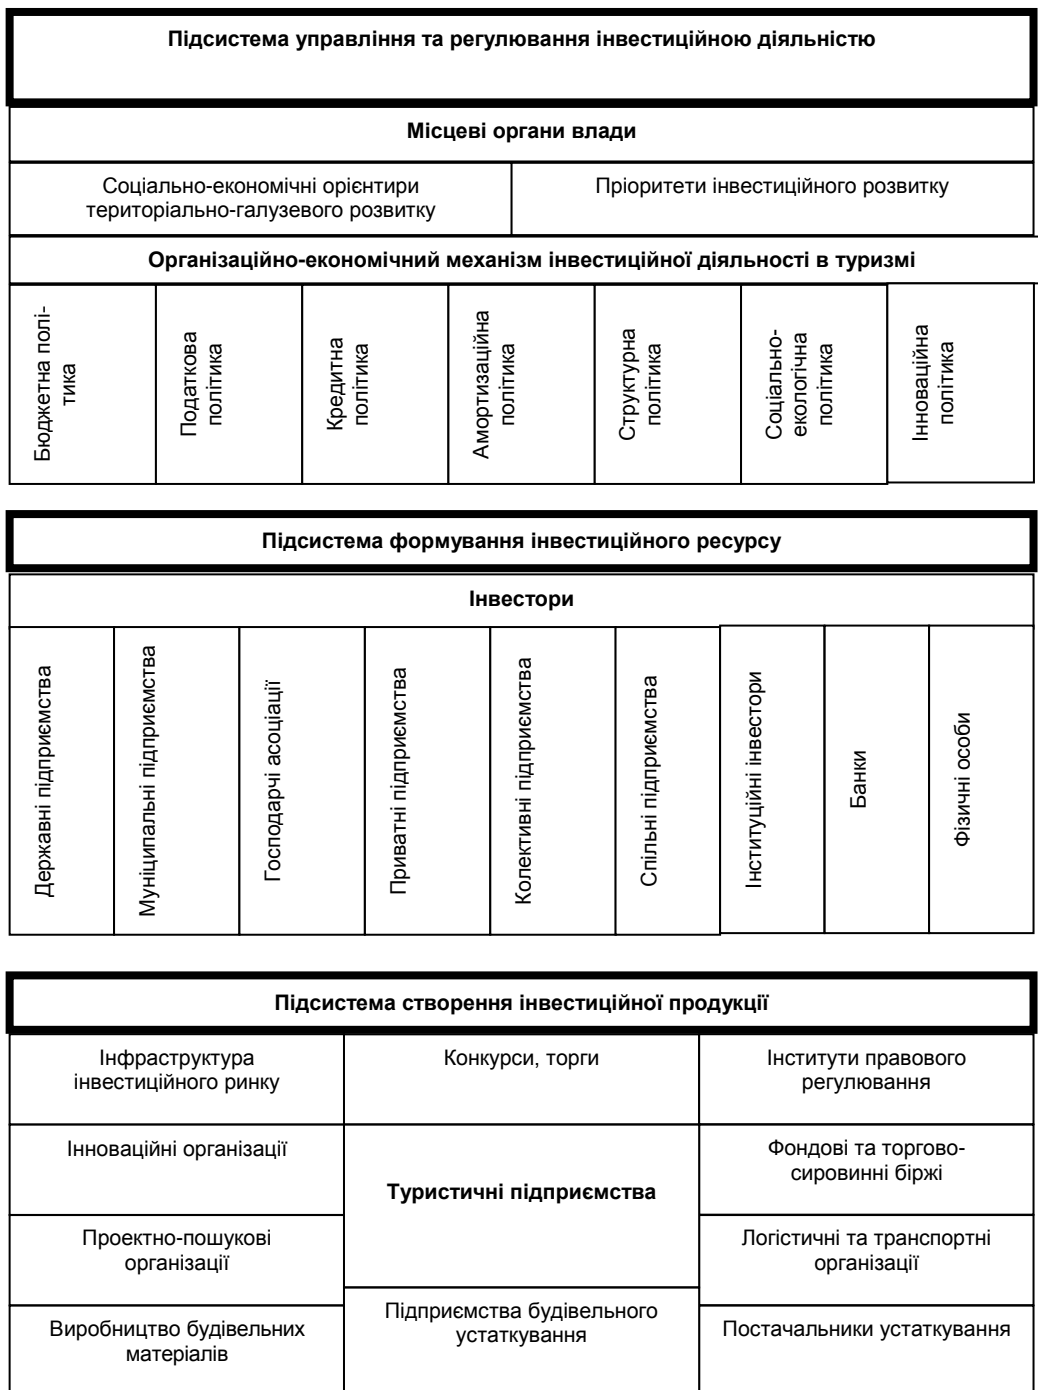 Підсистема управління та регулювання інвестиційною діяльністю
Місцеві органи влади
Соціально-економічні орієнтири
територіально-галузевого розвитку
Пріоритети інвестиційного розвитку
Організаційно-економічний механізм інвестиційної діяльності в туризмі
Бюджетна полі-
тика
Податкова
політика
Кредитна
політика
Амортизаційна
політика
Структурна
політика
Соціально-
екологічна
політика
Інноваційна
політика
Підсистема формування інвестиційного ресурсу
Інвестори
Державні підприємства
Муніципальні підприємства
Господарчі асоціації
Приватні підприємства
Колективні підприємства
Спільні підприємства
Інституційні інвестори
Банки
Фізичні особи
Підсистема створення інвестиційної продукції
Інфраструктура
інвестиційного ринку
Конкурси, торги
Інститути правового
регулювання
Інноваційні організації
Туристичні підприємства
Фондові та торгово-
сировинні біржі
Проектно-пошукові
організації
Логістичні та транспортні
організації
Виробництво будівельних
матеріалів
Підприємства будівельного
устаткування
Постачальники устаткування